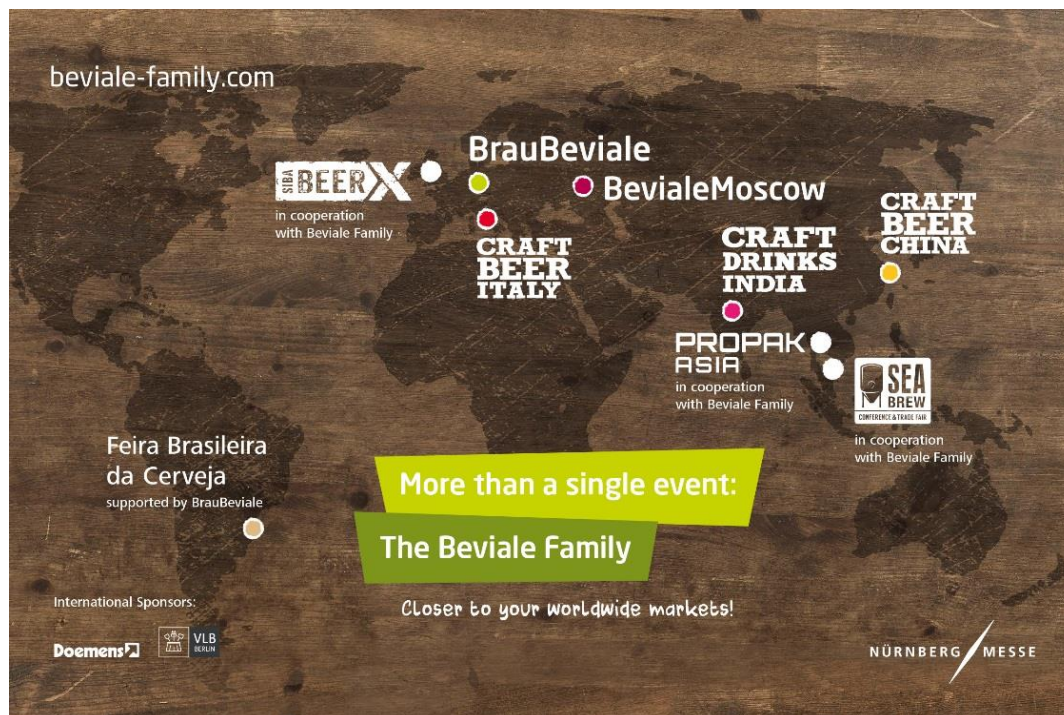 beviale-family.com
BrauBeviale
SIBA BEERX
in cooperation
with Beviale Family
BevialeMoscow
CRAFT
BEER
ITALY
CRAFT
BEER
CHINA
CRAFT
DRINKS
INDIA
PROPAK
ASIA
in cooperation
with Beviale Family
SEA
BREW
CONFERENCE & TRADE FAIR
in cooperation
with Beviale Family
Feira Brasileira
da Cerveja
supported by BrauBeviale
More than a single event:
The Beviale Family
Closer to your worldwide markets!
International Sponsors:
Doemens
VLB
BERLIN
NÜRNBERG MESSE